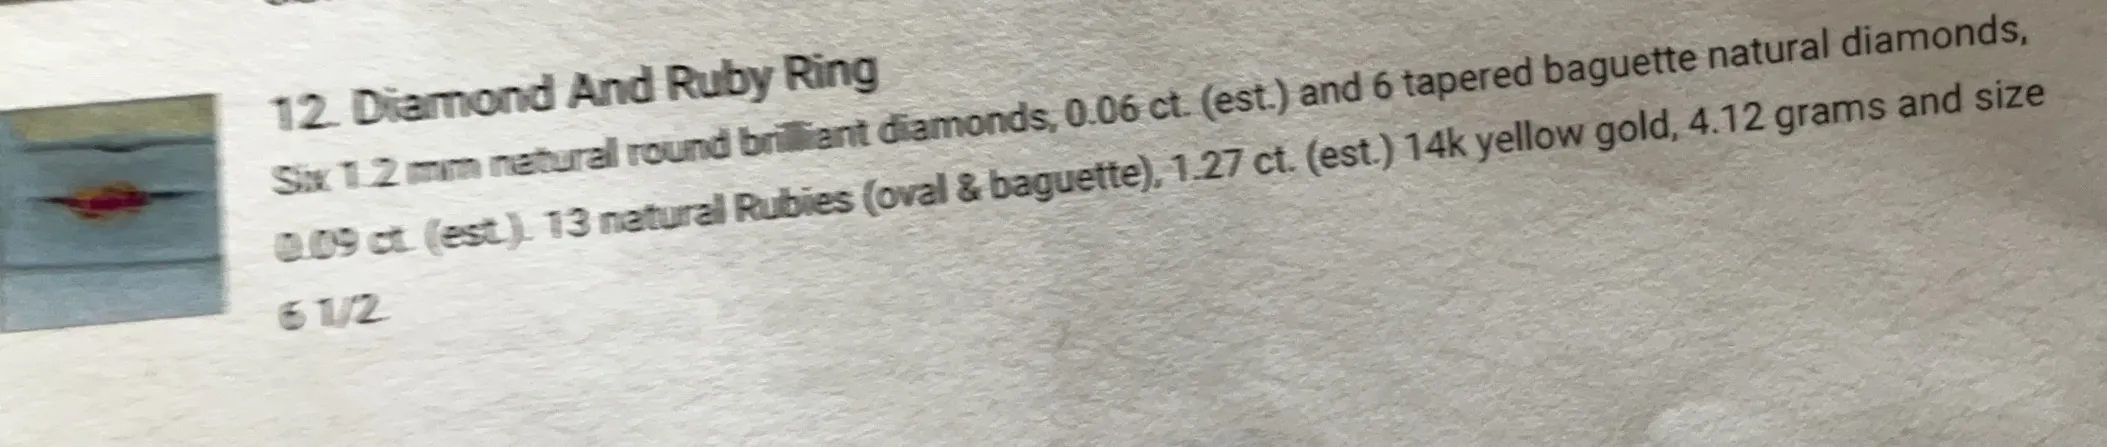 12. Diamond And Ruby Ring
Six 1.2 mm natural round brilliant diamonds, 0.06 ct. (est.) and 6 tapered baguette natural diamonds,
0.09 ct. (est.). 13 natural Rubies (oval & baguette), 1.27 ct. (est.) 14k yellow gold, 4.12 grams and size
6 1/2